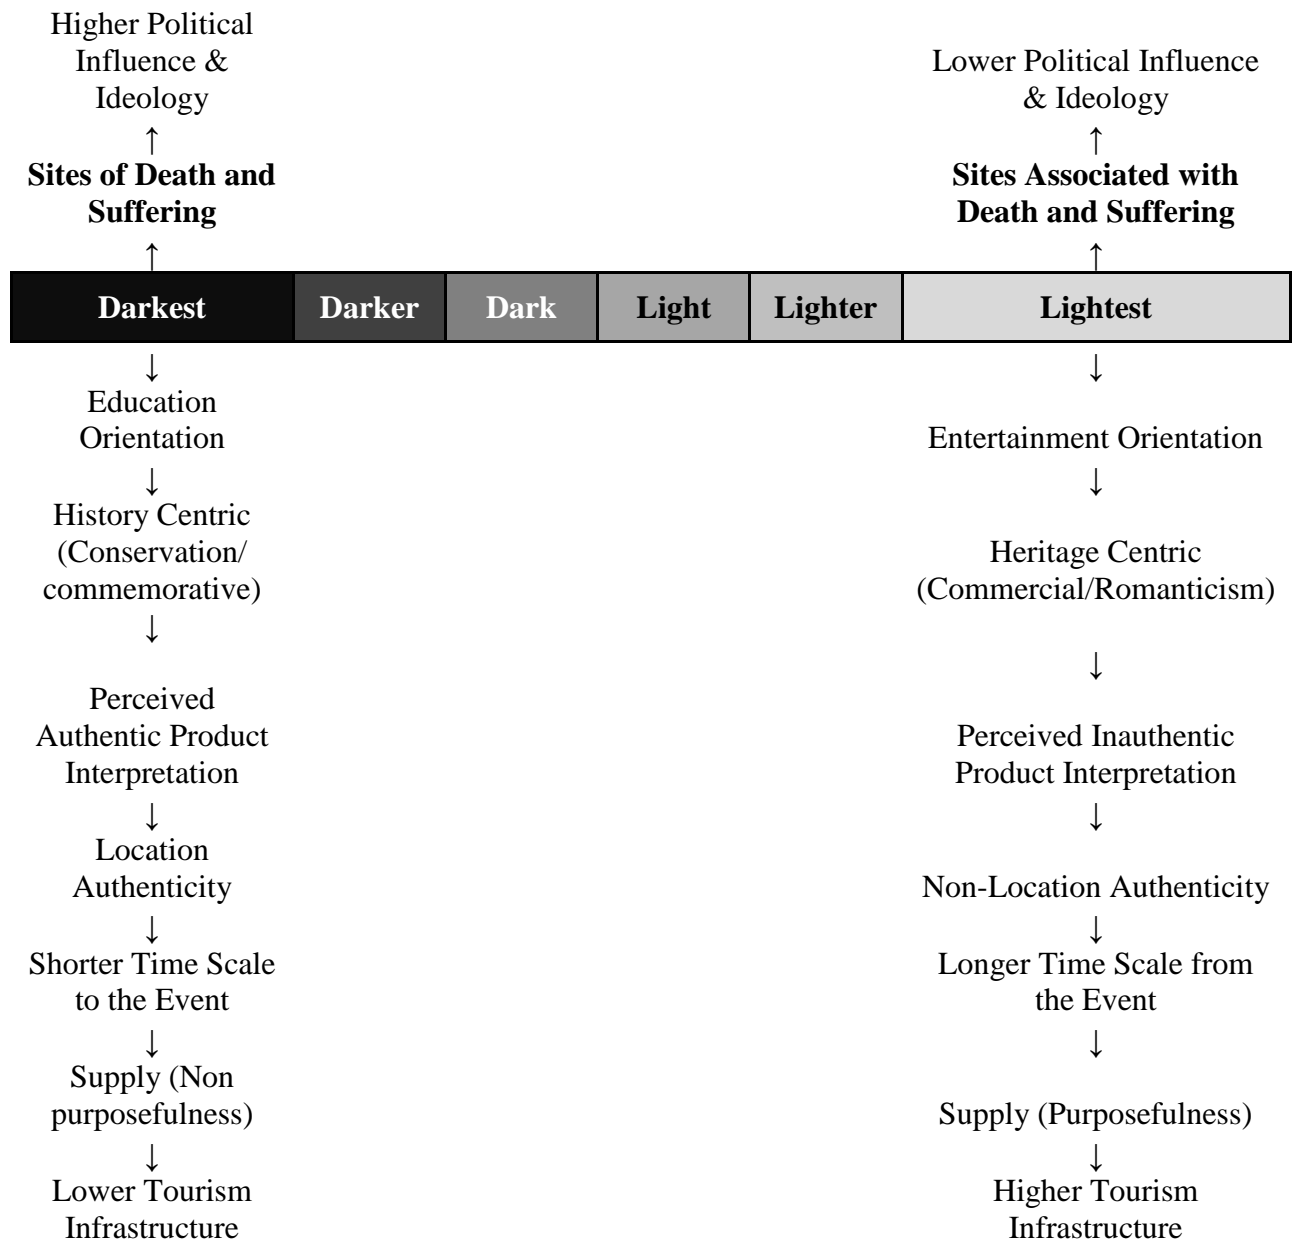 Higher Political
Influence &
Ideology
↑
Sites of Death and
Suffering
↑
Lower Political Influence
& Ideology
↑
Sites Associated with
Death and Suffering
↑
Darkest Darker Dark Light Lighter Lightest
↓
Education
Orientation
↓
History Centric
(Conservation/
commemorative)
↓
Perceived
Authentic Product
Interpretation
↓
Location
Authenticity
↓
Shorter Time Scale
to the Event
↓
Supply (Non
purposefulness)
↓
Lower Tourism
Infrastructure
↓
Entertainment Orientation
↓
Heritage Centric
(Commercial/Romanticism)
↓
Perceived Inauthentic
Product Interpretation
↓
Non-Location Authenticity
↓
Longer Time Scale from
the Event
↓
Supply (Purposefulness)
↓
Higher Tourism
Infrastructure